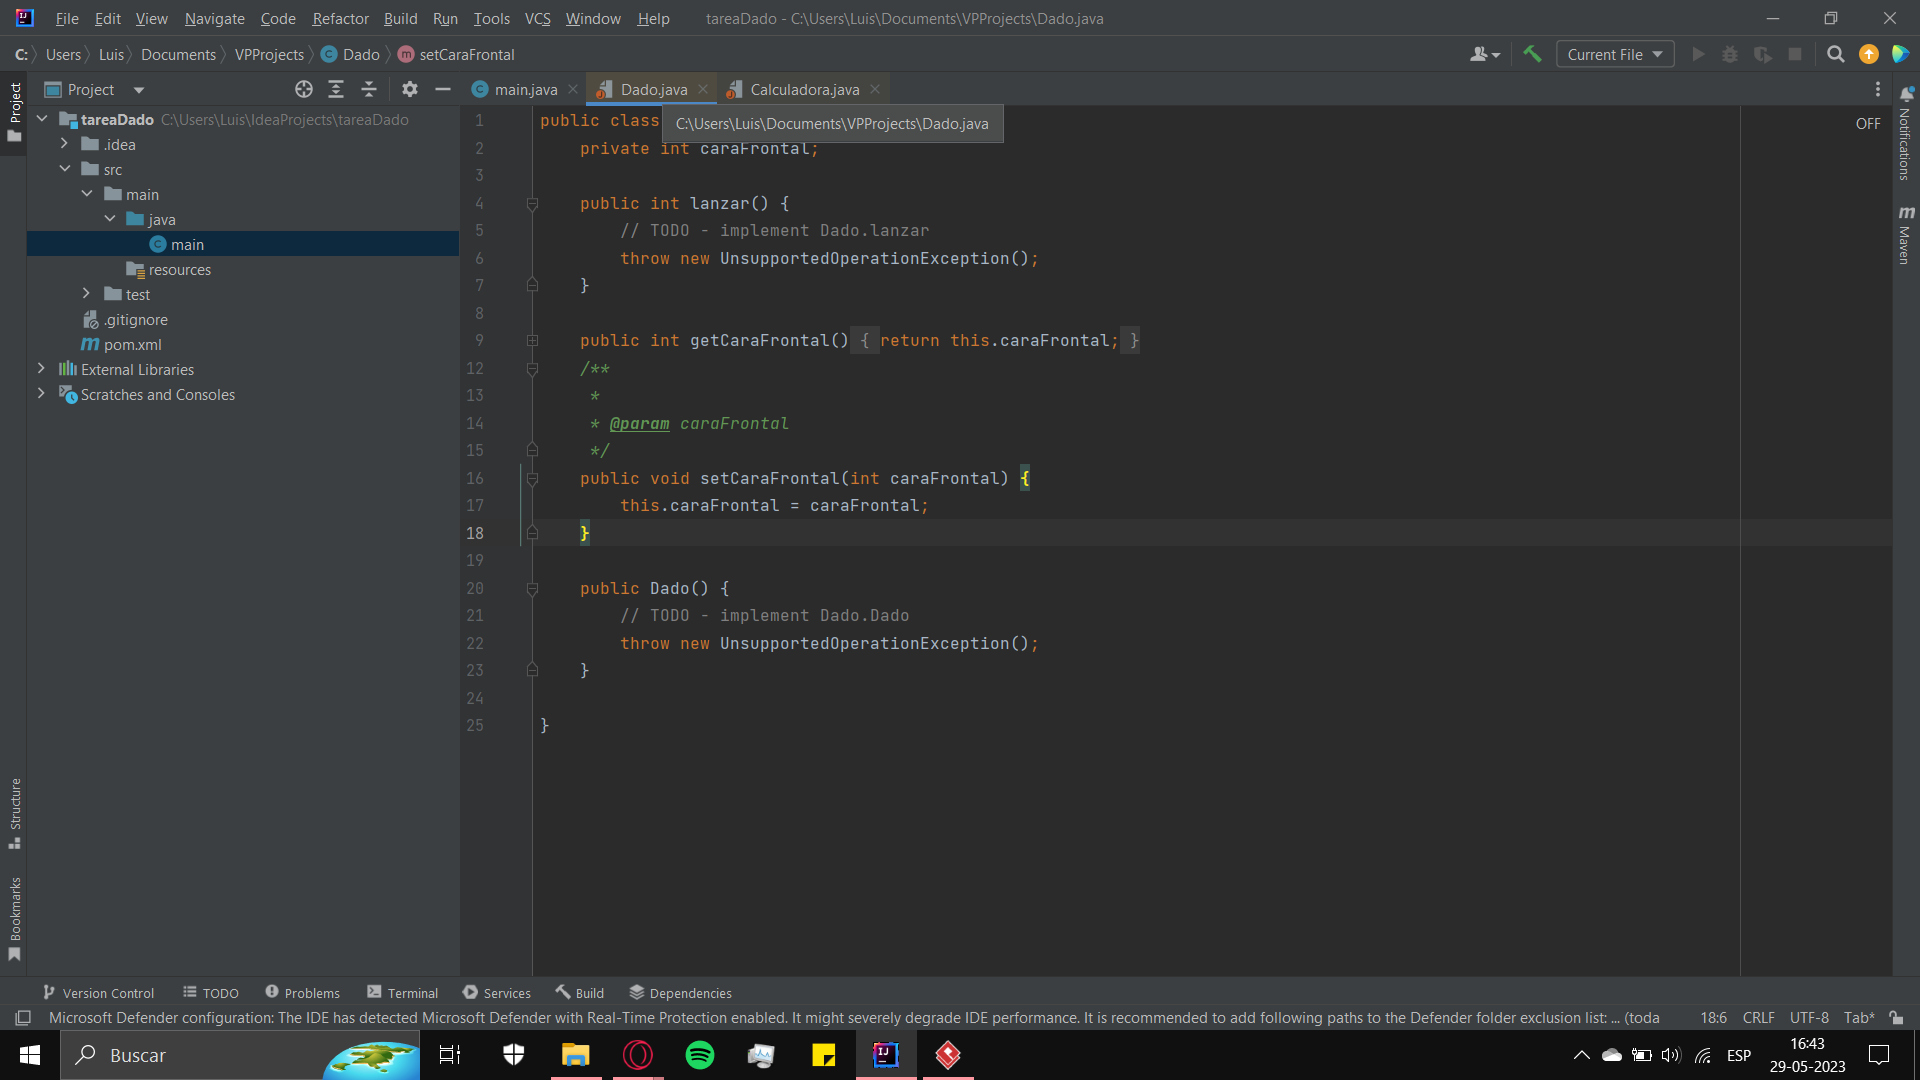 File Edit View Navigate Code Refactor Build Run Tools VCS Window Help tareaDado - C:\Users\Luis\Documents\VPProjects\Dado.java
C: Users Luis Documents VPProjects Dado setCaraFrontal Current File
Project main.java Dado.java Calculadora.java
Project
tareaDado C:\Users\Luis\IdeaProjects\tareaDado
.idea
src
main
java
main
resources
test
.gitignore
pom.xml
External Libraries
Scratches and Consoles
Structure
Bookmarks
C:\Users\Luis\Documents\VPProjects\Dado.java
OFF
1 public class
2 private int caraFrontal;
3
4 public int lanzar() {
5 // TODO - implement Dado.lanzar
6 throw new UnsupportedOperationException();
7 }
8
9 public int getCaraFrontal() { return this.caraFrontal; }
12 /**
13 *
14 * @param caraFrontal
15 */
16 public void setCaraFrontal(int caraFrontal) {
17 this.caraFrontal = caraFrontal;
18 }
19
20 public Dado() {
21 // TODO - implement Dado.Dado
22 throw new UnsupportedOperationException();
23 }
24
25 }
Notifications
Maven
Version Control TODO Problems Terminal Services Build Dependencies
Microsoft Defender configuration: The IDE has detected Microsoft Defender with Real-Time Protection enabled. It might severely degrade IDE performance. It is recommended to add following paths to the Defender folder exclusion list: ... (toda 18:6 CRLF UTF-8 Tab*
Buscar ESP 16:43
29-05-2023